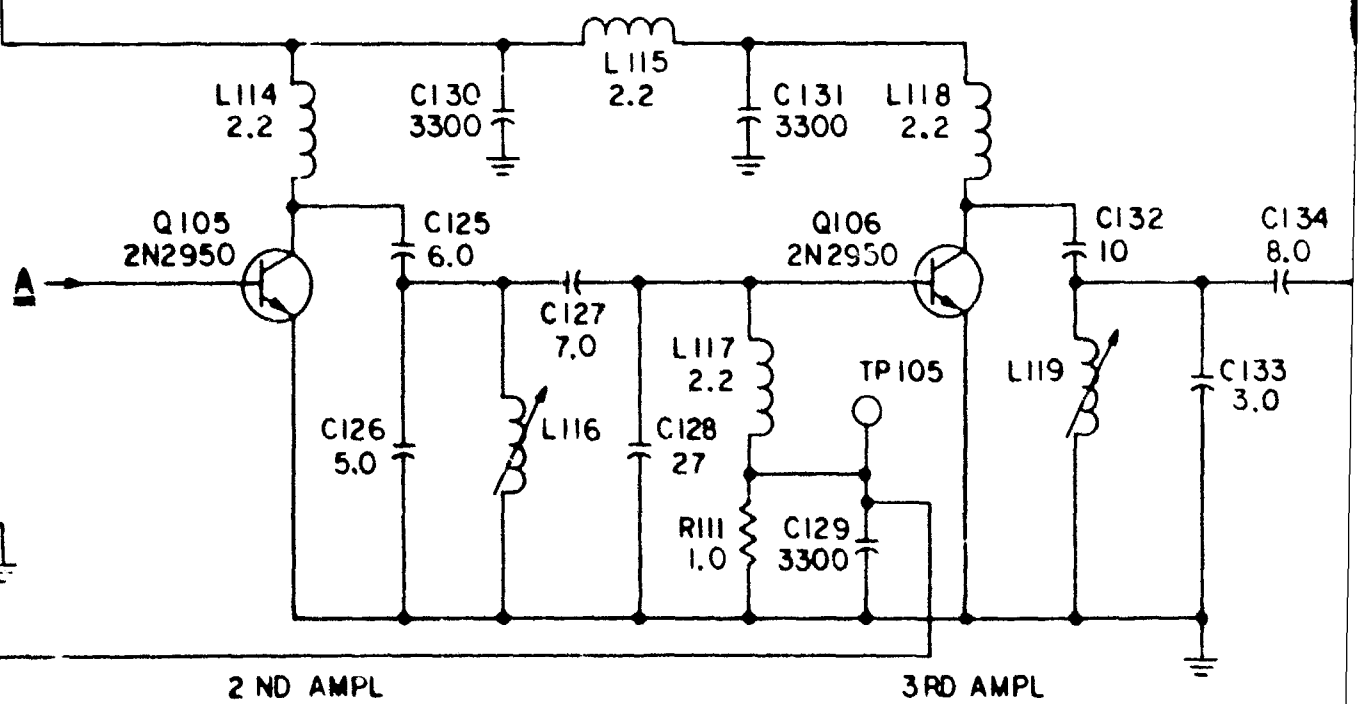 L115
2.2
L114
2.2
C130
3300
C131
3300
L118
2.2
Q105
2N2950
C125
6.0
Q106
2N2950
C132
10
C134
8.0
A
C127
7.0
L117
2.2
TP105
L119
C133
3.0
C126
5.0
L116
C128
27
R111
1.0
C129
3300
2 ND AMPL
3 RD AMPL